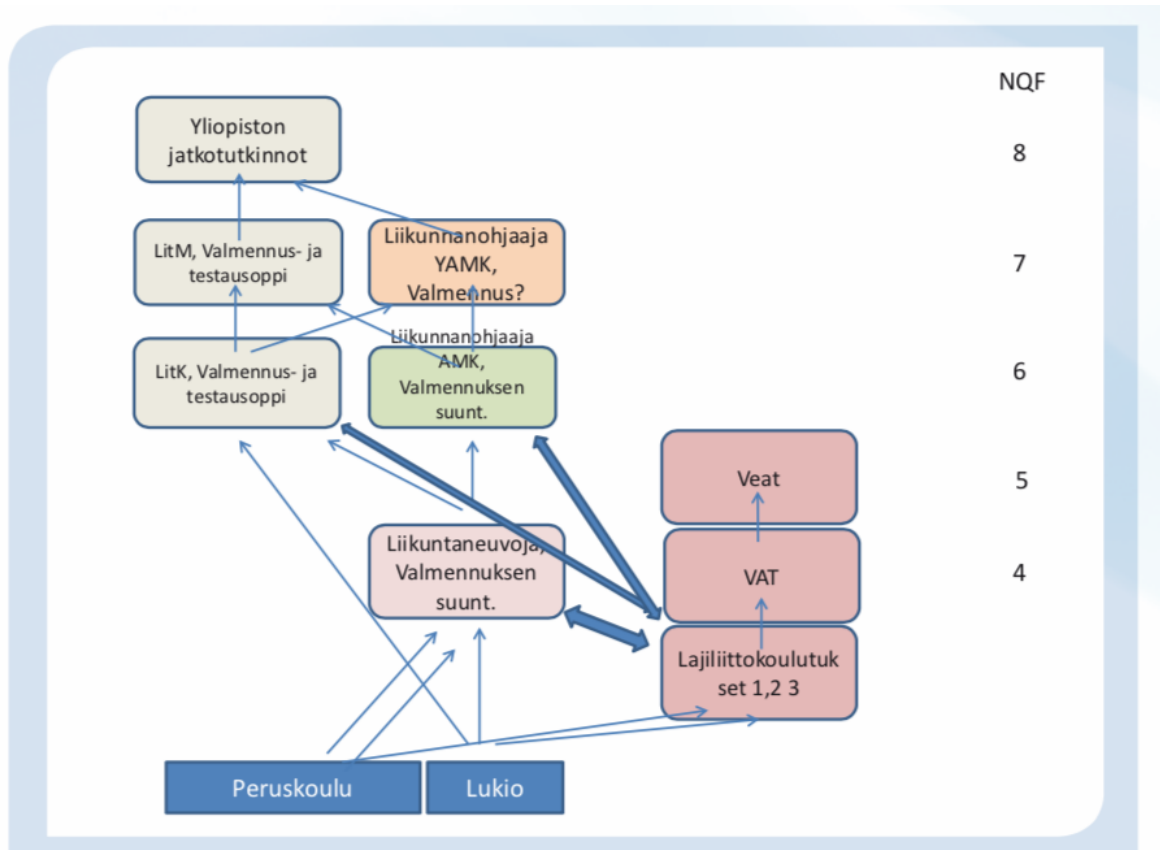 NQF
Yliopiston
jatkotutkinnot
8
LitM, Valmennus- ja
testausoppi
Liikunnanohjaaja
YAMK,
Valmennus?
7
LitK, Valmennus- ja
testausoppi
Liikunnanohjaaja
AMK,
Valmennuksen
suunt.
6
Veat
5
Liikuntaneuvoja,
Valmennuksen
suunt.
VAT
4
Lajiliittokoulutuk
set 1,2 3
Peruskoulu
Lukio